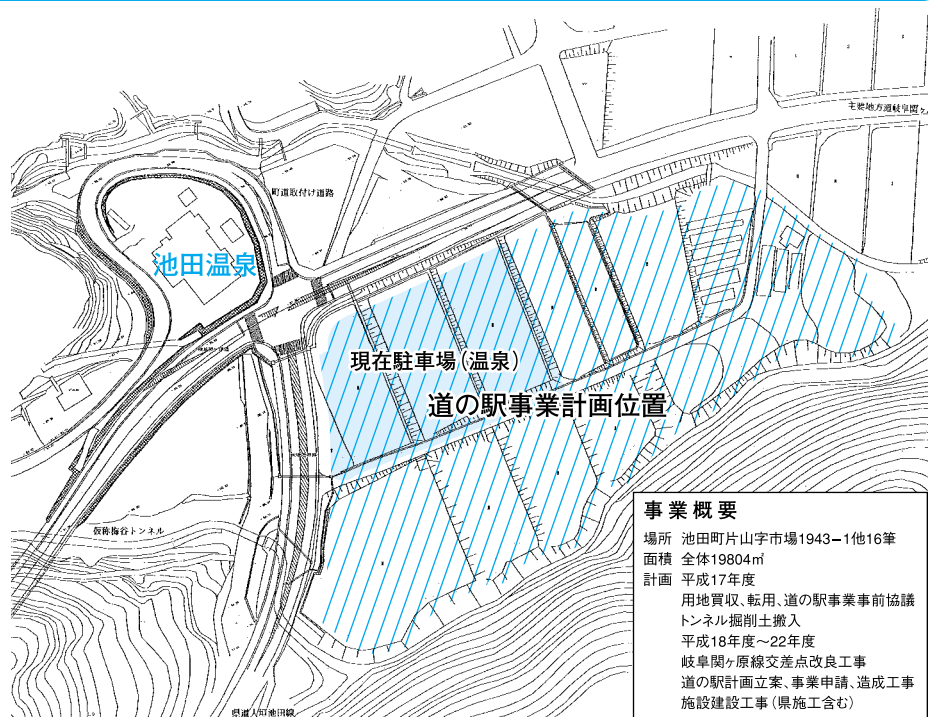 主要地方道岐阜関ヶ
町道取付け道路
池田温泉
現在駐車場(温泉)
道の駅事業計画位置
仮称梅谷トンネル
県道大垣池田線
事業概要
場所 池田町片山字市場1943−1他16筆
面積 全体19804㎡
計画 平成17年度
用地買収、転用、道の駅事業事前協議
トンネル掘削土搬入
平成18年度～22年度
岐阜関ヶ原線交差点改良工事
道の駅計画立案、事業申請、造成工事
施設建設工事(県施工含む)